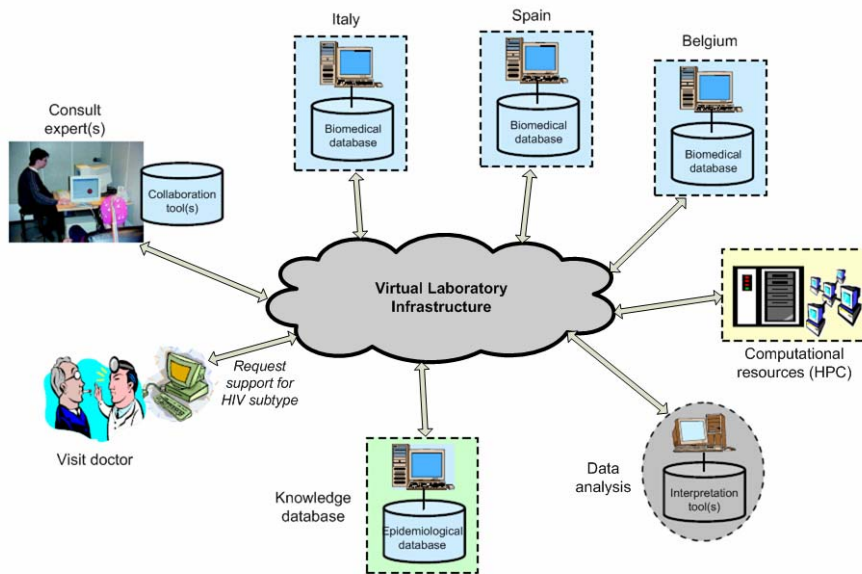 Italy
Spain
Belgium
Consult
expert(s)
Biomedical
database
Biomedical
database
Biomedical
database
Collaboration
tool(s)
Virtual Laboratory
Infrastructure
Computational
resources (HPC)
Request
support for
HIV subtype
Visit doctor
Knowledge
database
Epidemiological
database
Data
analysis
Interpretation
tool(s)